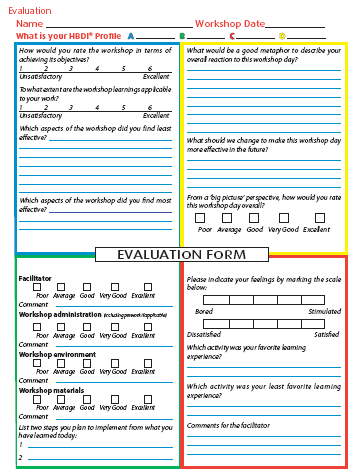 Evaluation
Name Workshop Date
What is your HBDI® Profile A B C D
How would you rate the workshop in terms of
achieving its objectives?
1 2 3 4 5 6
Unsatisfactory Excellent
To what extent are the workshop learnings applicable
to your work?
1 2 3 4 5 6
Unsatisfactory Excellent
Which aspects of the workshop did you find least
effective?
Which aspects of the workshop did you find most
effective?
What would be a good metaphor to describe your
overall reaction to this workshop day?
What should we change to make this workshop day
more effective in the future?
From a 'big picture' perspective, how would you rate
this workshop day overall?
Poor Average Good Very Good Excellent
EVALUATION FORM
Facilitator
Poor Average Good Very Good Excellent
Comment
Workshop administration (including prework if applicable)
Poor Average Good Very Good Excellent
Comment
Workshop environment
Poor Average Good Very Good Excellent
Comment
Workshop materials
Poor Average Good Very Good Excellent
Comment
List two steps you plan to implement from what you
have learned today:
1
2
Please indicate your feelings by marking the scale
below:
Bored Stimulated
Dissatisfied Satisfied
Which activity was your favorite learning
experience?
Which activity was your least favorite learning
experience?
Comments for the facilitator